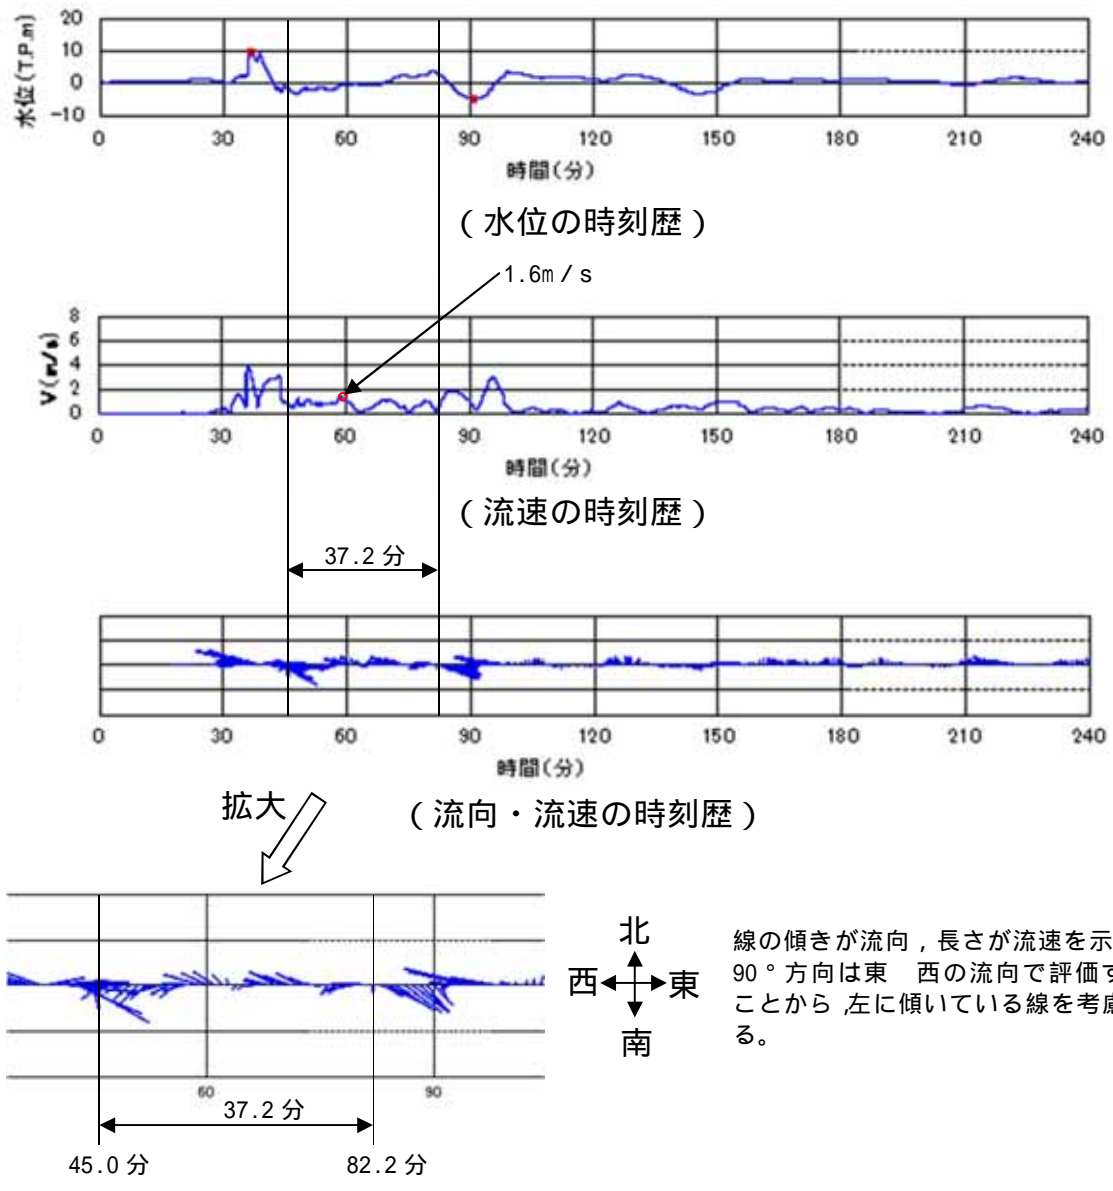 水位(T.P.m)
20
10
0
-10
0 30 60 90 120 150 180 210 240
時間(分)
(水位の時刻歴)
1.6m/s
V(m/s)
8
6
4
2
0
0 30 60 90 120 150 180 210 240
時間(分)
(流速の時刻歴)
37.2 分
0 30 60 90 120 150 180 210 240
時間(分)
拡大
(流向・流速の時刻歴)
60 90
37.2 分
45.0 分 82.2 分
北
西 東
南
線の傾きが流向,長さが流速を示
90°方向は東 西の流向で評価す
ことから,左に傾いている線を考慮
る。